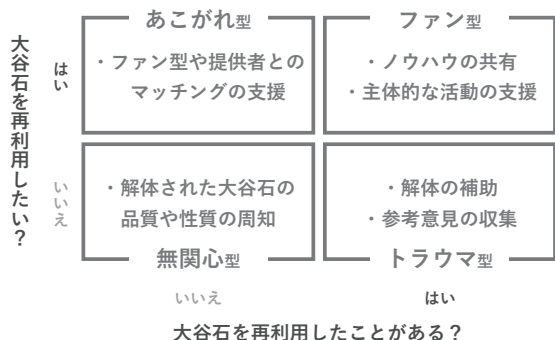 あこがれ型
ファン型
大谷石を再利用したい？
はい
・ファン型や提供者との
マッチングの支援
・ノウハウの共有
・主体的な活動の支援
いいえ
・解体された大谷石の
品質や性質の周知
・解体の補助
・参考意見の収集
無関心型
トラウマ型
いいえ
はい
大谷石を再利用したことがある？